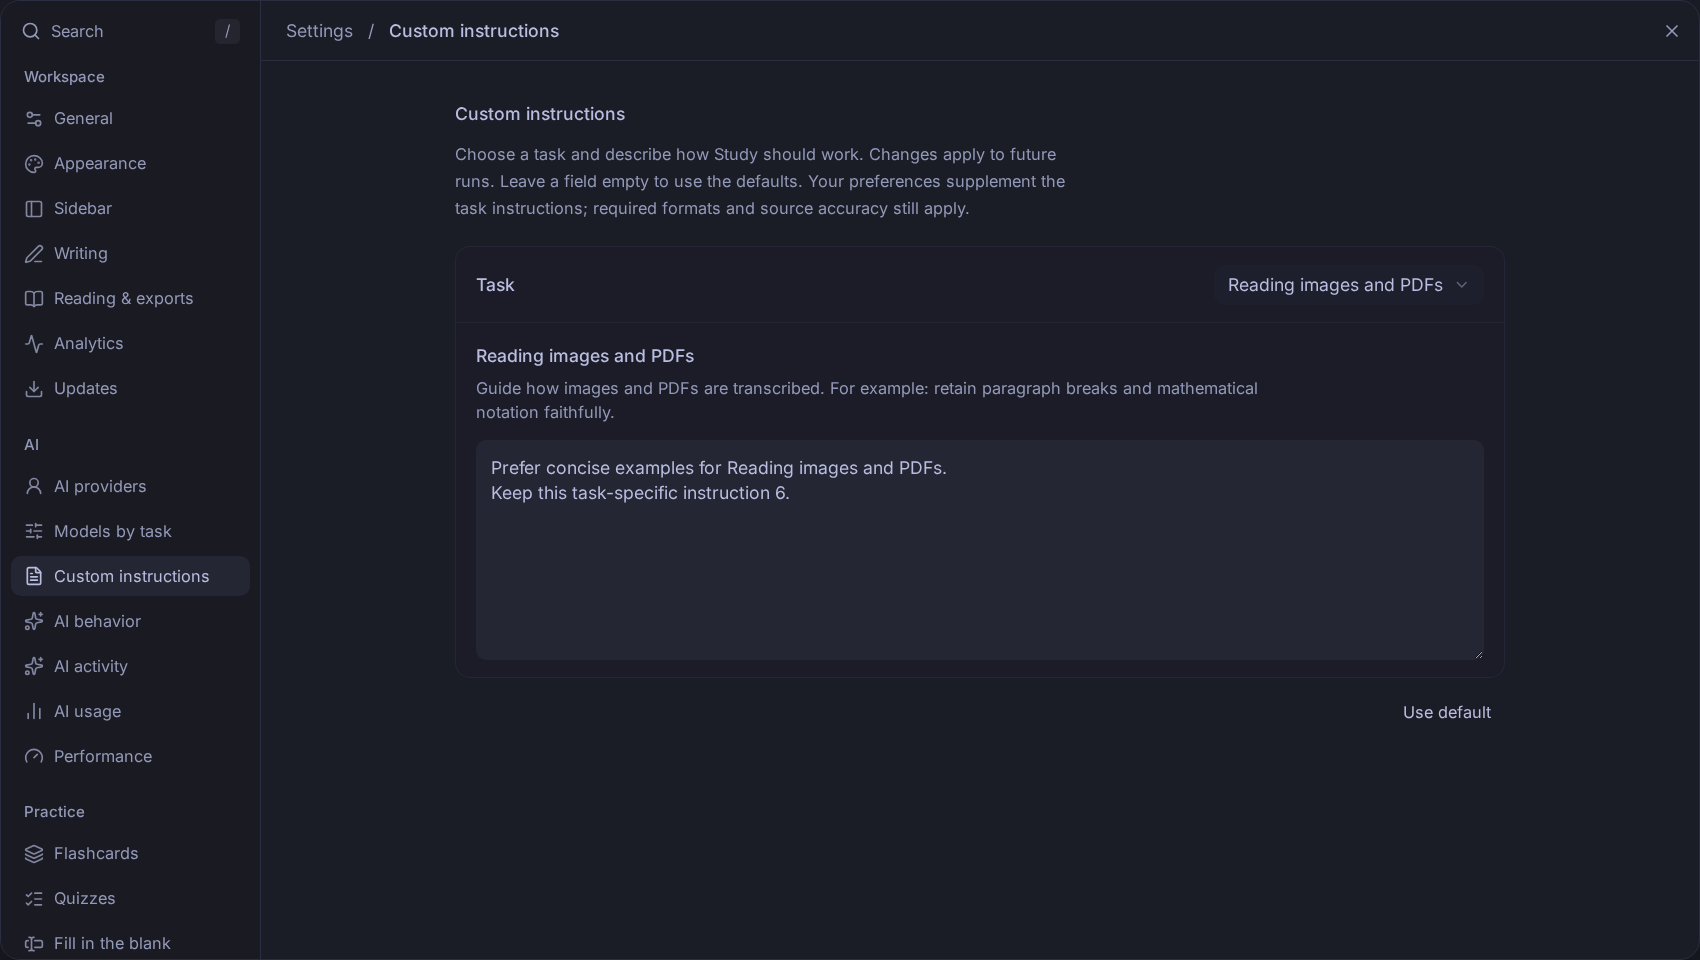 Search
/
Workspace
General
Appearance
Sidebar
Writing
Reading & exports
Analytics
Updates
AI
AI providers
Models by task
Custom instructions
AI behavior
AI activity
AI usage
Performance
Practice
Flashcards
Quizzes
Fill in the blank
Settings / Custom instructions
Custom instructions
Choose a task and describe how Study should work. Changes apply to future
runs. Leave a field empty to use the defaults. Your preferences supplement the
task instructions; required formats and source accuracy still apply.
Task
Reading images and PDFs
Reading images and PDFs
Guide how images and PDFs are transcribed. For example: retain paragraph breaks and mathematical
notation faithfully.
Prefer concise examples for Reading images and PDFs.
Keep this task-specific instruction 6.
Use default